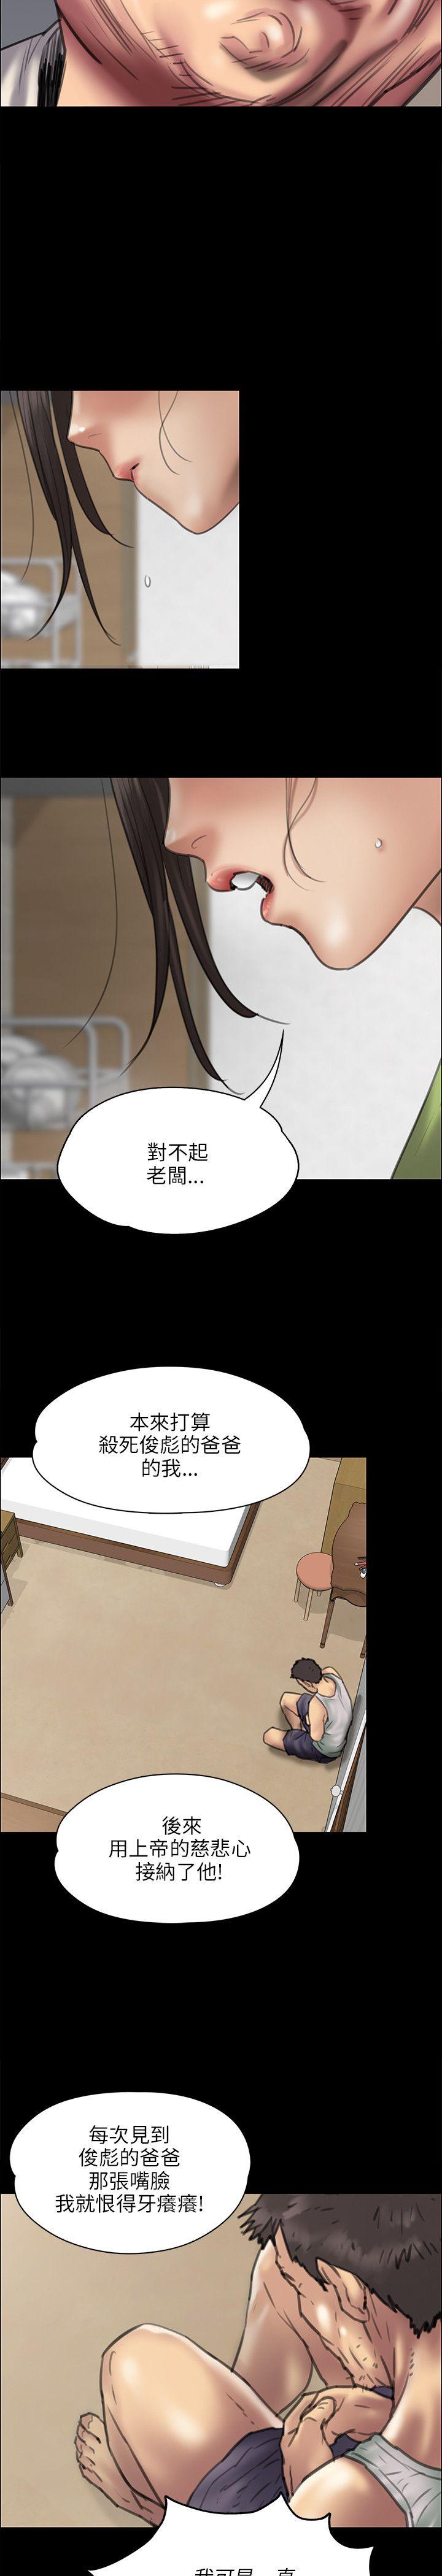 對不起
老闆...
本來打算
殺死俊彪的爸爸
的我...
後來
用上帝的慈悲心
接納了他!
每次見到
俊彪的爸爸
那張嘴臉
我就恨得牙癢癢!